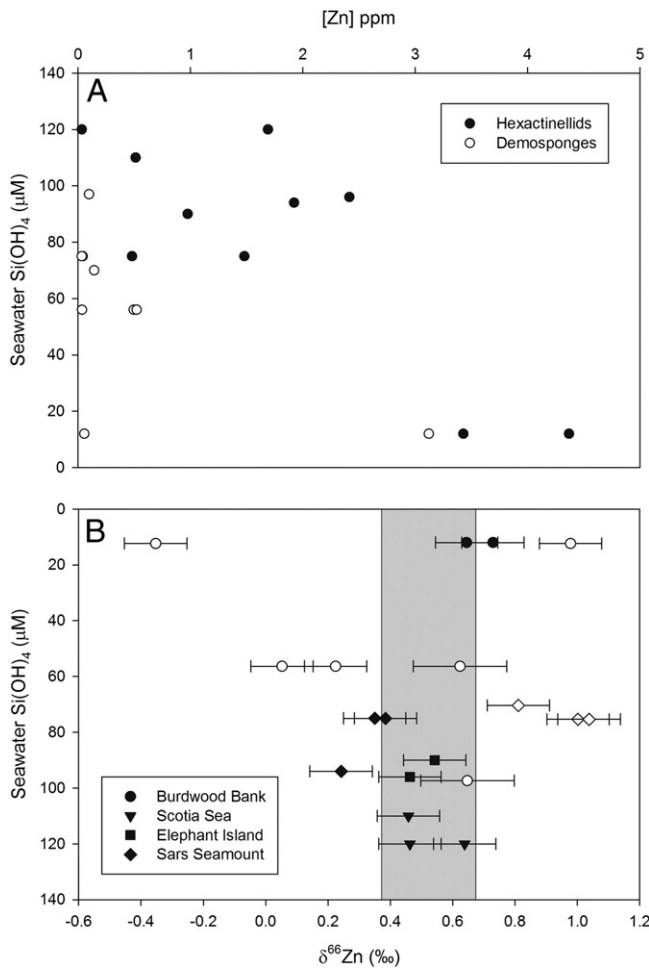 [Zn] ppm
0 1 2 3 4 5
A
Hexactinellids
Demosponges
Seawater Si(OH)4 (μM)
140
120
100
80
60
40
20
0
B
Seawater Si(OH)4 (μM)
0
20
40
60
80
100
120
140
Burdwood Bank
Scotia Sea
Elephant Island
Sars Seamount
-0.6 -0.4 -0.2 0.0 0.2 0.4 0.6 0.8 1.0 1.2
δ66Zn (‰)